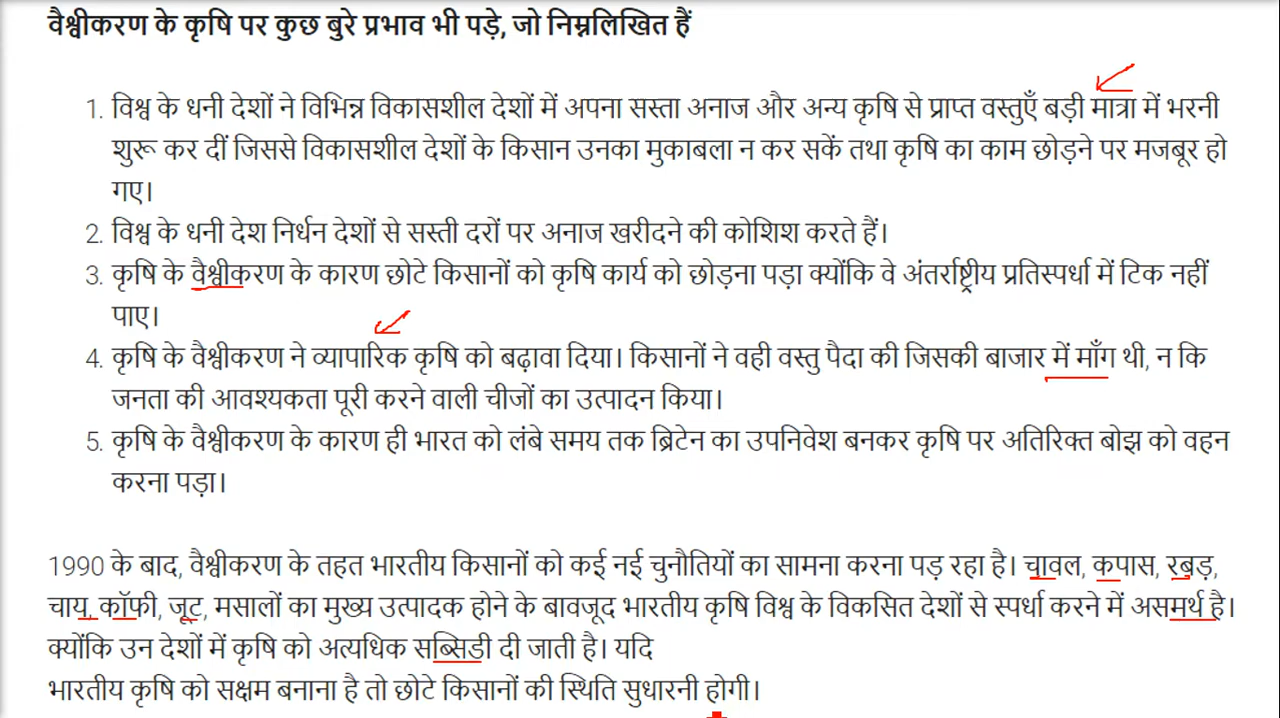 वैश्वीकरण के कृषि पर कुछ बुरे प्रभाव भी पड़े, जो निम्नलिखित हैं
1. विश्व के धनी देशों ने विभिन्न विकासशील देशों में अपना सस्ता अनाज और अन्य कृषि से प्राप्त वस्तुएँ बड़ी मात्रा में भरनी
शुरू कर दीं जिससे विकासशील देशों के किसान उनका मुकाबला न कर सकें तथा कृषि का काम छोड़ने पर मजबूर हो
गए।
2. विश्व के धनी देश निर्धन देशों से सस्ती दरों पर अनाज खरीदने की कोशिश करते हैं।
3. कृषि के वैश्वीकरण के कारण छोटे किसानों को कृषि कार्य को छोड़ना पड़ा क्योंकि वे अंतर्राष्ट्रीय प्रतिस्पर्धा में टिक नहीं
पाए।
4. कृषि के वैश्वीकरण ने व्यापारिक कृषि को बढ़ावा दिया। किसानों ने वही वस्तु पैदा की जिसकी बाजार में माँग थी, न कि
जनता की आवश्यकता पूरी करने वाली चीजों का उत्पादन किया।
5. कृषि के वैश्वीकरण के कारण ही भारत को लंबे समय तक ब्रिटेन का उपनिवेश बनकर कृषि पर अतिरिक्त बोझ को वहन
करना पड़ा।
1990 के बाद, वैश्वीकरण के तहत भारतीय किसानों को कई नई चुनौतियों का सामना करना पड़ रहा है। चावल, कपास, रबड़,
चाय, कॉफी, जूट, मसालों का मुख्य उत्पादक होने के बावजूद भारतीय कृषि विश्व के विकसित देशों से स्पर्धा करने में असमर्थ है।
क्योंकि उन देशों में कृषि को अत्यधिक सब्सिडी दी जाती है। यदि
भारतीय कृषि को सक्षम बनाना है तो छोटे किसानों की स्थिति सुधारनी होगी।